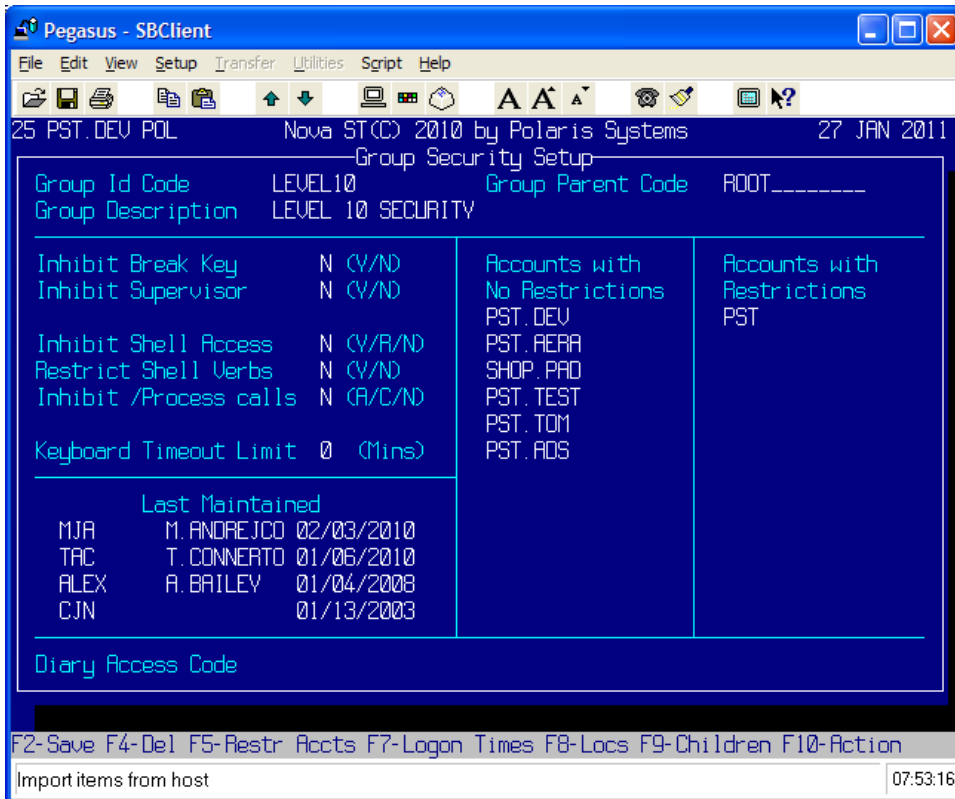 Pegasus - SBClient
File Edit View Setup Transfer Utilities Script Help
25 PST.DEV POL Nova ST(C) 2010 by Polaris Systems 27 JAN 2011
Group Security Setup
Group Id Code LEVEL10 Group Parent Code ROOT________
Group Description LEVEL 10 SECURITY
Inhibit Break Key N (Y/N) Accounts with Accounts with
Inhibit Supervisor N (Y/N) No Restrictions Restrictions
PST.DEV PST
Inhibit Shell Access N (Y/R/N) PST.AERA
Restrict Shell Verbs N (Y/N) SHOP.PAD
Inhibit /Process calls N (A/C/N) PST.TEST
PST.TOM
Keyboard Timeout Limit 0 (Mins) PST.ADS
Last Maintained
MJA M.ANDREJCO 02/03/2010
TAC T.CONNERTO 01/06/2010
ALEX A.BAILEY 01/04/2008
CJN 01/13/2003
Diary Access Code
F2-Save F4-Del F5-Restr Accts F7-Logon Times F8-Locs F9-Children F10-Action
Import items from host 07:53:16